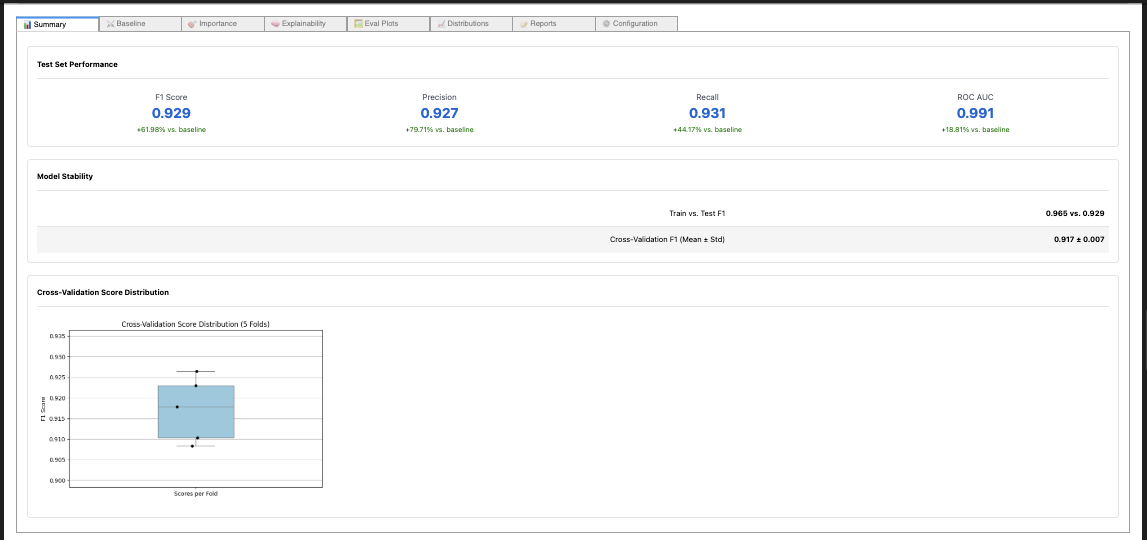 Summary Baseline Importance Explainability Eval Plots Distributions Reports Configuration
Test Set Performance
F1 Score Precision Recall ROC AUC
0.929 0.927 0.931 0.991
+61.98% vs. baseline +79.71% vs. baseline +44.17% vs. baseline +18.81% vs. baseline
Model Stability
Train vs. Test F1 0.965 vs. 0.929
Cross-Validation F1 (Mean ± Std) 0.917 ± 0.007
Cross-Validation Score Distribution
Cross-Validation Score Distribution (5 Folds)
0.935
0.930
0.925
0.920
0.915
0.910
0.905
0.900
F1 Score
Scores per Fold